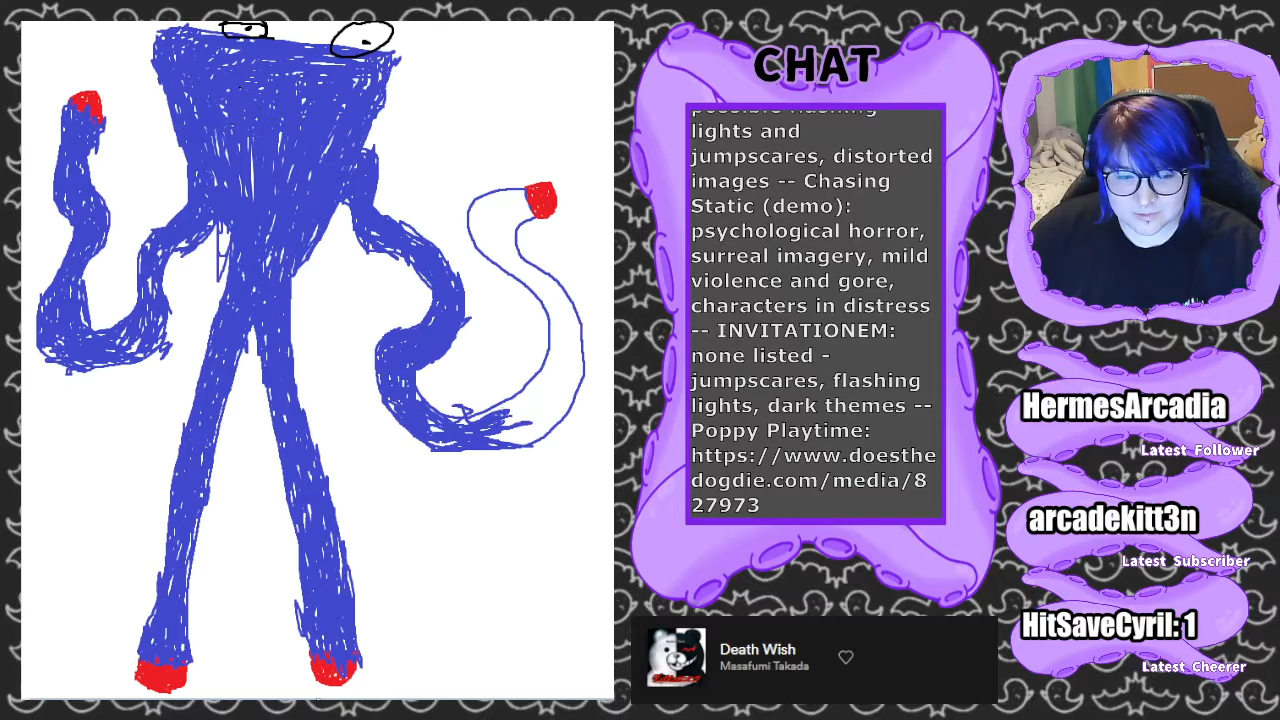 CHAT
lights and
jumpscares, distorted
images -- Chasing
Static (demo):
psychological horror,
surreal imagery, mild
violence and gore,
characters in distress
-- INVITATIONEM:
none listed -
jumpscares, flashing
lights, dark themes --
Poppy Playtime:
https://www.doesthe
dogdie.com/media/8
27973
HermesArcadia
Latest Follower
arcadekitt3n
Latest Subscriber
HitSaveCyril: 1
Latest Cheerer
Death Wish
Masafumi Takada